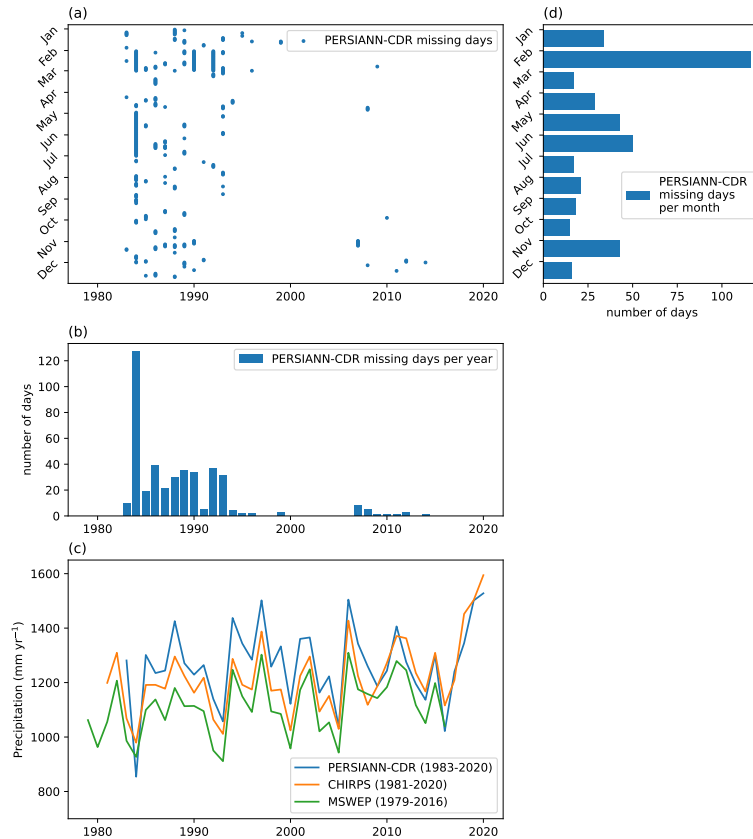 (a)
Jan
Feb
Mar
Apr
May
Jun
Jul
Aug
Sep
Oct
Nov
Dec
PERSIANN-CDR missing days
1980
1990
2000
2010
2020
(d)
Jan
Feb
Mar
Apr
May
Jun
Jul
Aug
Sep
Oct
Nov
Dec
PERSIANN-CDR
missing days
per month
0
25
50
75
100
number of days
(b)
number of days
120
100
80
60
40
20
0
PERSIANN-CDR missing days per year
1980
1990
2000
2010
2020
(c)
Precipitation (mm yr⁻¹)
1600
1400
1200
1000
800
PERSIANN-CDR (1983-2020)
CHIRPS (1981-2020)
MSWEP (1979-2016)
1980
1990
2000
2010
2020